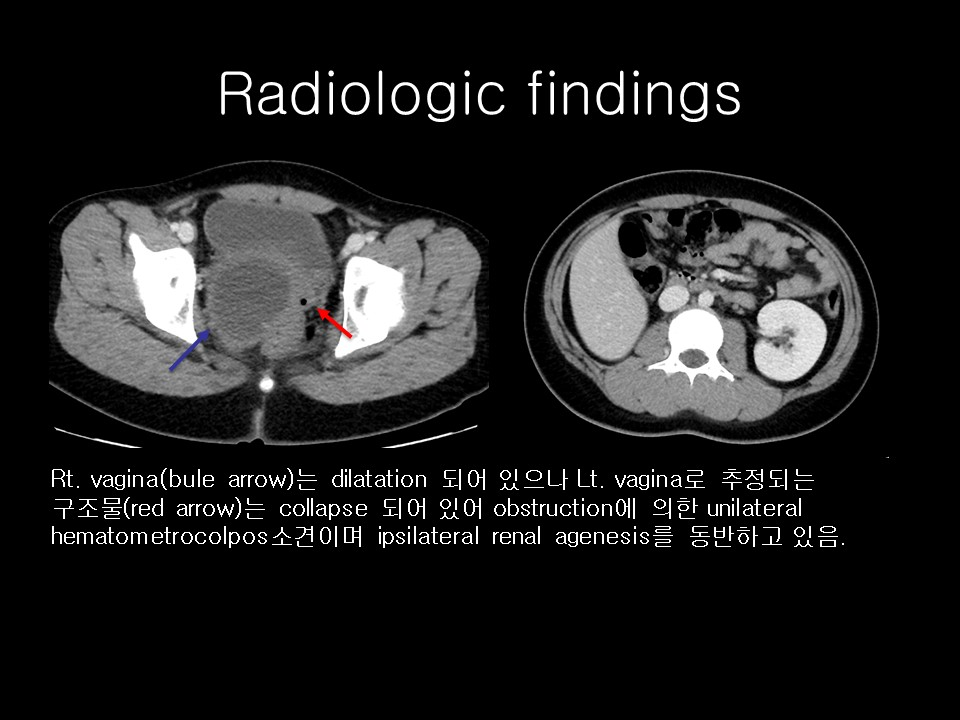 Radiologic findings
Rt. vagina(bule arrow)는 dilatation 되어 있으나 Lt. vagina로 추정되는
구조물(red arrow)는 collapse 되어 있어 obstruction에 의한 unilateral
hematometrocolpos소견이며 ipsilateral renal agenesis를 동반하고 있음.